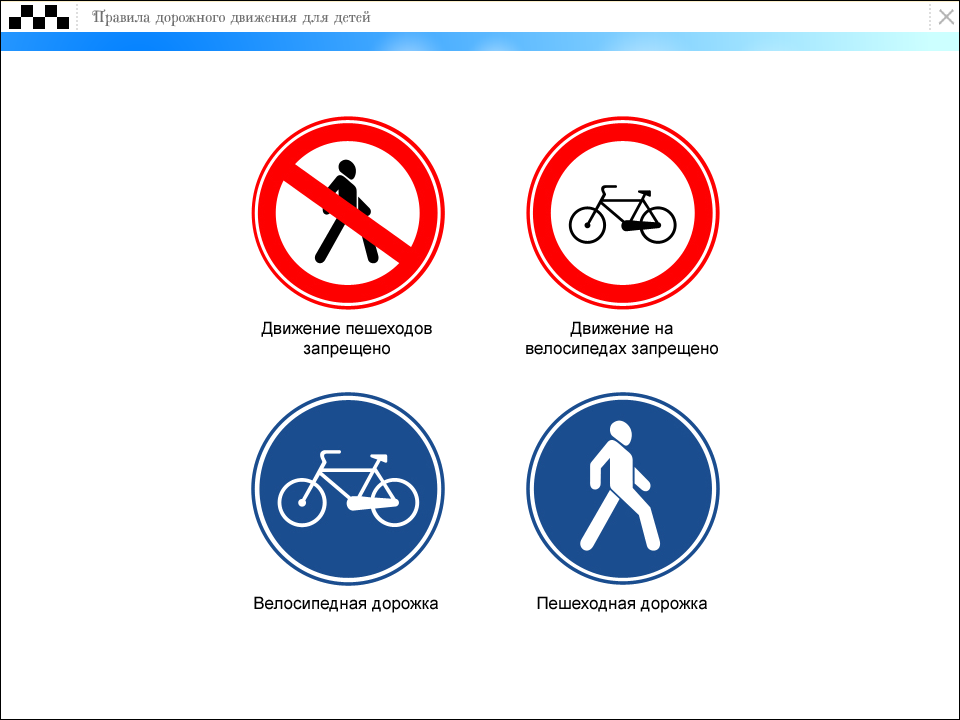 Правила дорожного движения для детей
Движение пешеходов
запрещено
Движение на
велосипедах запрещено
Велосипедная дорожка
Пешеходная дорожка